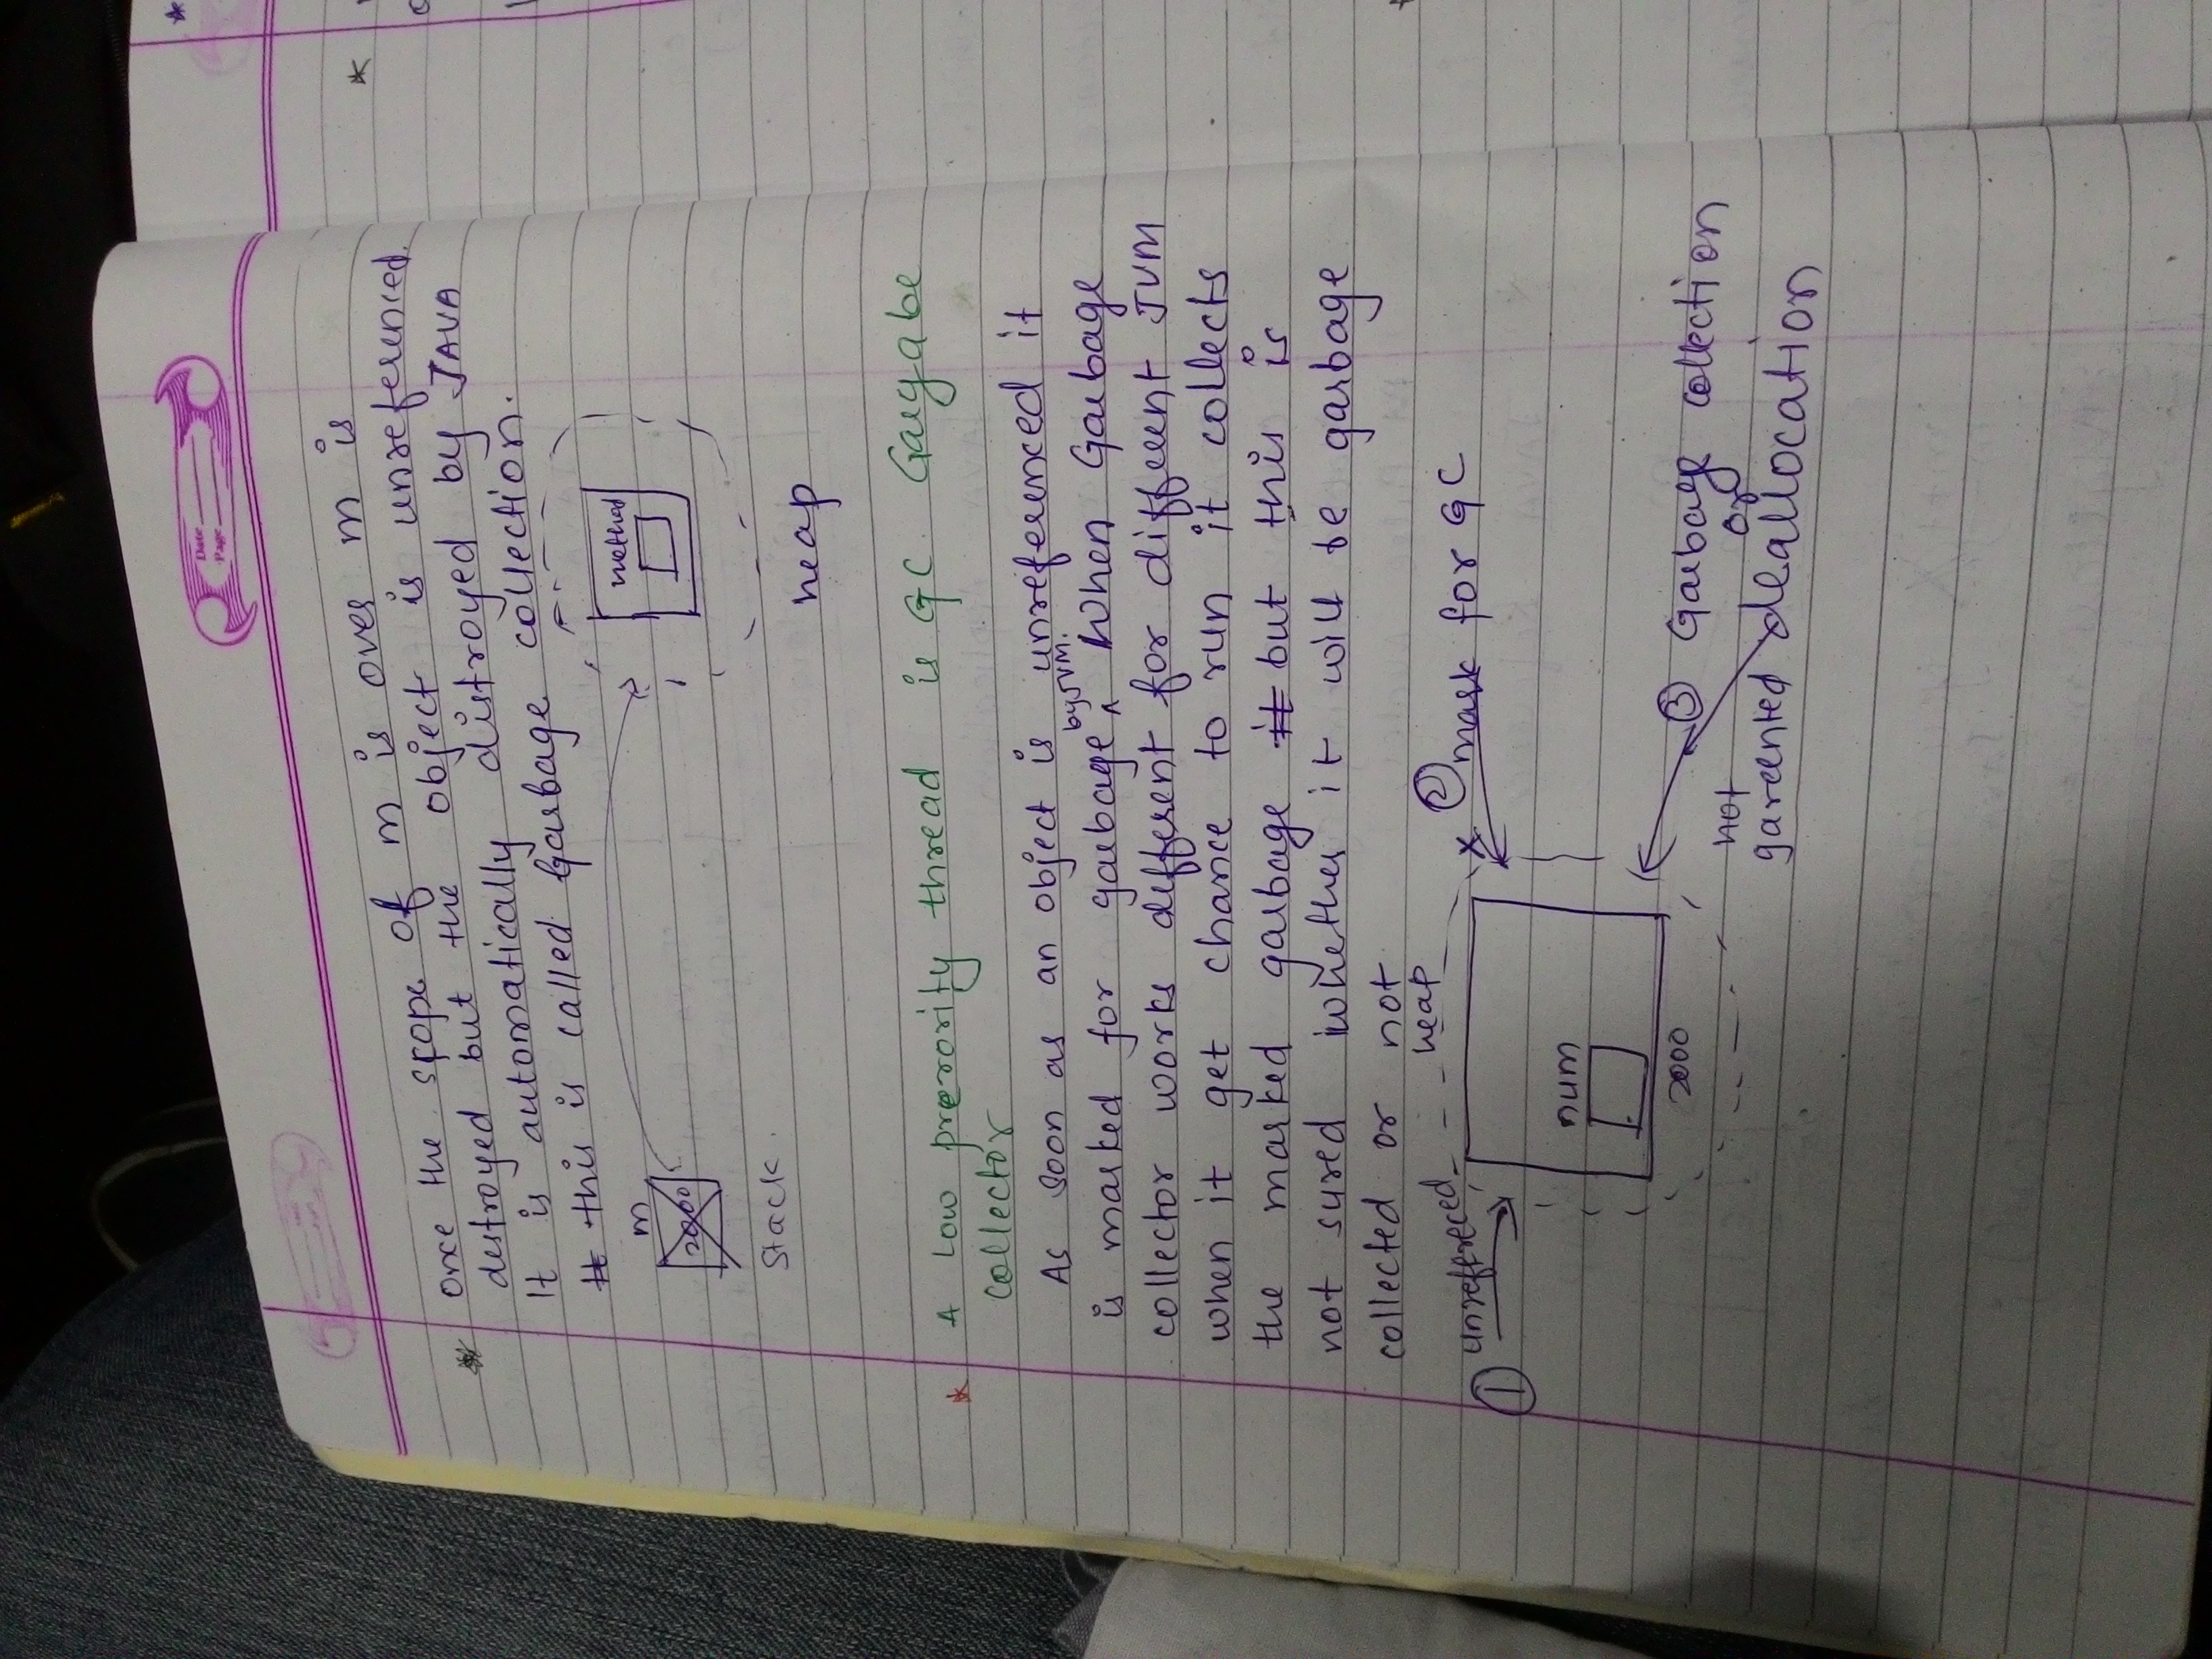 Date
Page
once the scope of m is over m is
destroyed but the object is unreferenced.
It is automatically distroyed by JAVA
It this is called Garbage collection.
m
2000
method
Stack.
heap
A Low prerority thread is GC. Gargabe
collector
As soon as an object is unreferenced it
is marked for garbage by JVM. When Garbage
collector works different for different JVM
when it get chance to run it collects
the marked garbage it but this is
not sured whether it will be garbage
collected or not
heap
1 unreffreced
2 mark for GC
num
2000
3 Garbage collection
or
not
gareented deallocation